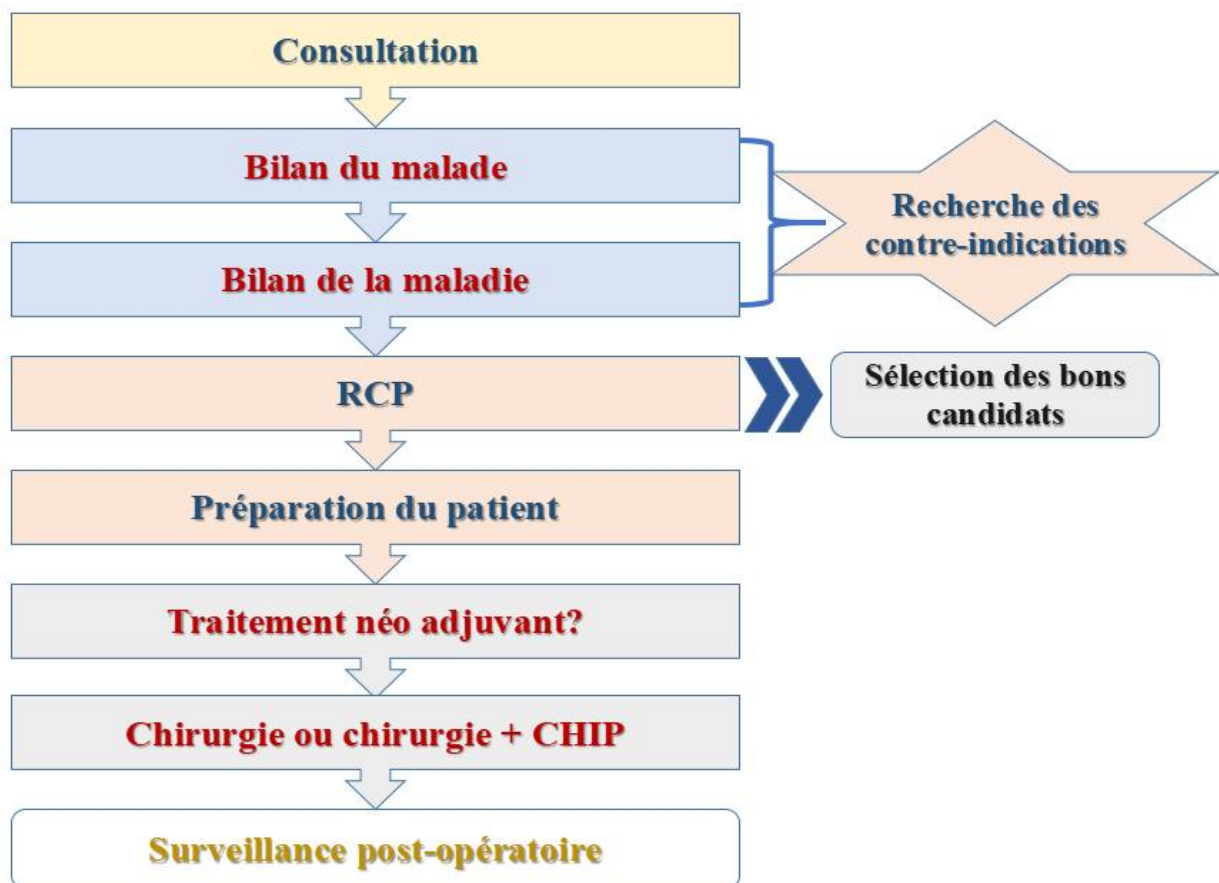 Consultation
Bilan du malade
Recherche des
contre-indications
Bilan de la maladie
RCP
Sélection des bons
candidats
Préparation du patient
Traitement néo adjuvant?
Chirurgie ou chirurgie + CHIP
Surveillance post-opératoire